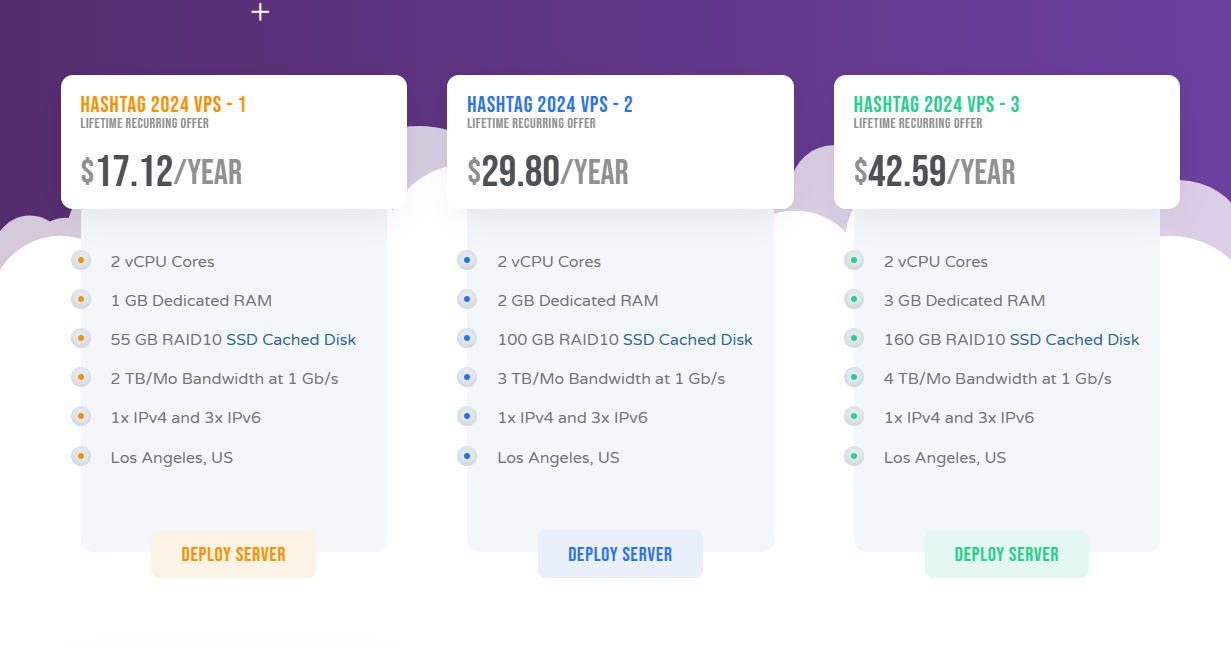 HASHTAG 2024 VPS - 1
LIFETIME RECURRING OFFER
$17.12/YEAR
2 vCPU Cores
1 GB Dedicated RAM
55 GB RAID10 SSD Cached Disk
2 TB/Mo Bandwidth at 1 Gb/s
1x IPv4 and 3x IPv6
Los Angeles, US
DEPLOY SERVER
HASHTAG 2024 VPS - 2
LIFETIME RECURRING OFFER
$29.80/YEAR
2 vCPU Cores
2 GB Dedicated RAM
100 GB RAID10 SSD Cached Disk
3 TB/Mo Bandwidth at 1 Gb/s
1x IPv4 and 3x IPv6
Los Angeles, US
DEPLOY SERVER
HASHTAG 2024 VPS - 3
LIFETIME RECURRING OFFER
$42.59/YEAR
2 vCPU Cores
3 GB Dedicated RAM
160 GB RAID10 SSD Cached Disk
4 TB/Mo Bandwidth at 1 Gb/s
1x IPv4 and 3x IPv6
Los Angeles, US
DEPLOY SERVER